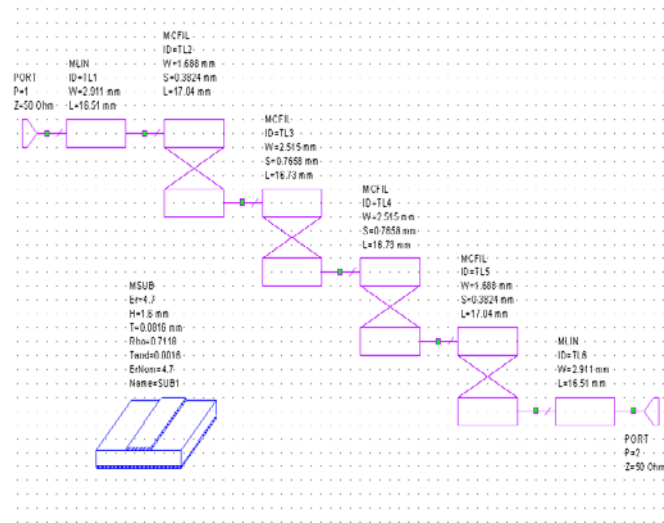 MCFIL
ID=TL2
W=1.688 mm
S=0.3824 mm
L=17.04 mm
MLIN
ID=TL1
W=2.911 mm
L=16.51 mm
PORT
P=1
Z=50 Ohm
MCFIL
ID=TL3
W=2.515 mm
S=0.7658 mm
L=16.73 mm
MCFIL
ID=TL4
W=2.515 mm
S=0.7658 mm
L=16.73 mm
MCFIL
ID=TL5
W=1.688 mm
S=0.3824 mm
L=17.04 mm
MSUB
Er=4.7
H=1.6 mm
T=0.0016 mm
Rho=0.7118
Tand=0.0016
ErNom=4.7
Name=SUB1
MLIN
ID=TL6
W=2.911 mm
L=16.51 mm
PORT
P=2
Z=50 Ohm